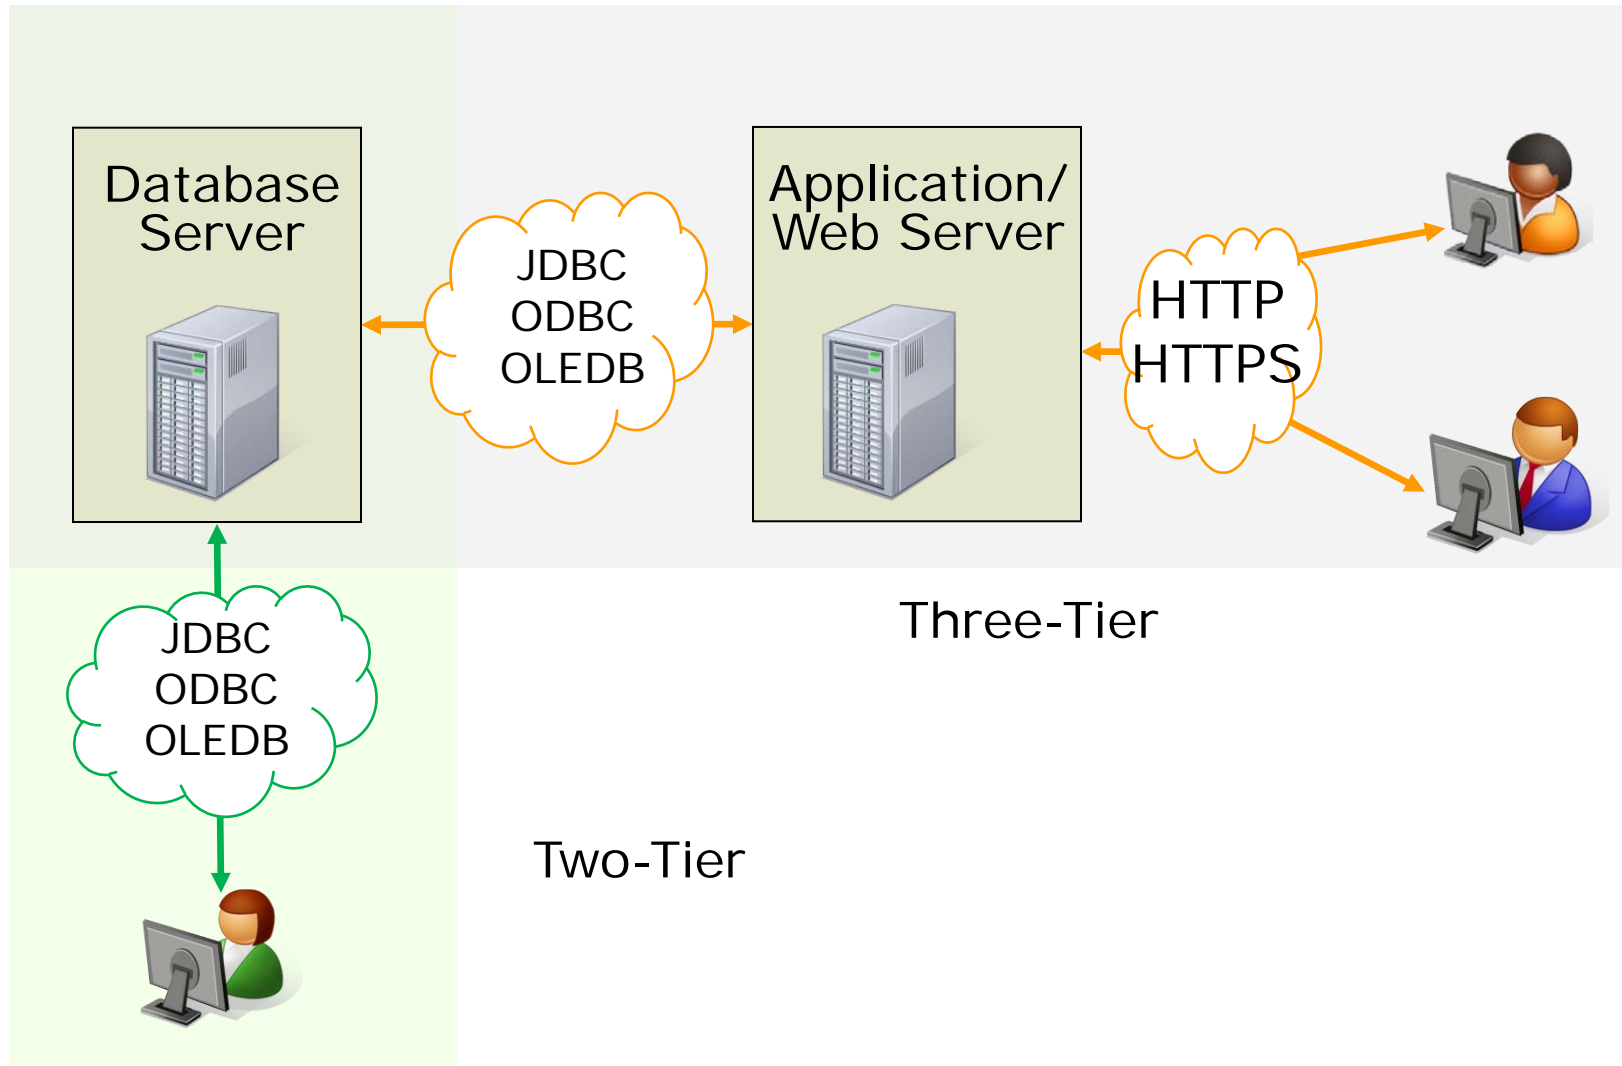 Database
Server
JDBC
ODBC
OLEDB
Application/
Web Server
HTTP
HTTPS
Three-Tier
JDBC
ODBC
OLEDB
Two-Tier